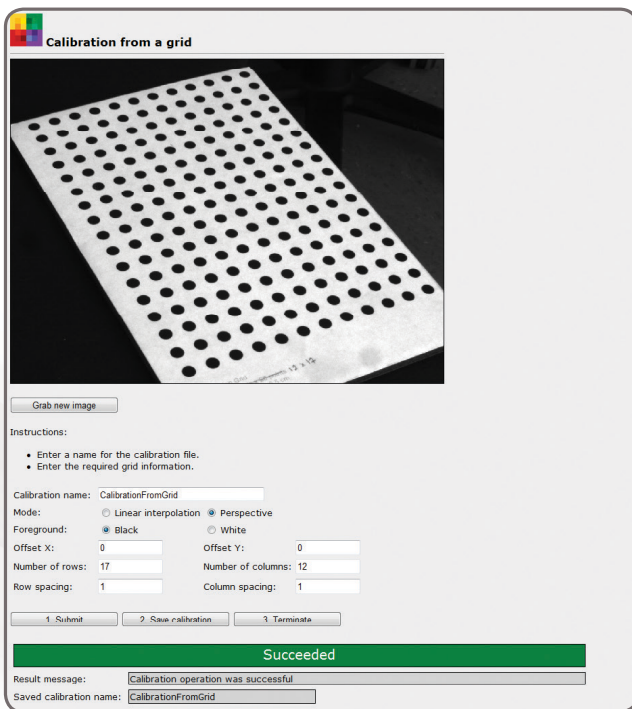 Calibration from a grid
Grab new image
Instructions:
• Enter a name for the calibration file.
• Enter the required grid information.
Calibration name: CalibrationFromGrid
Mode: Linear interpolation Perspective
Foreground: Black White
Offset X: 0 Offset Y: 0
Number of rows: 17 Number of columns: 12
Row spacing: 1 Column spacing: 1
1. Submit 2. Save calibration 3. Terminate
Succeeded
Result message: Calibration operation was successful
Saved calibration name: CalibrationFromGrid